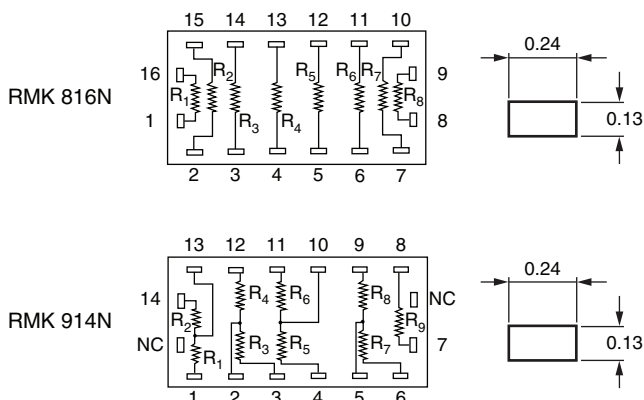 15 14 13 12 11 10
0.24
RMK 816N
16
R1
R2
R3
R4
R5
R6
R7
R8
9
0.13
1
8
2 3 4 5 6 7
13 12 11 10 9 8
0.24
RMK 914N
14
R4
R6
R8
NC
R2
R9
0.13
NC
R1
R3
R5
R7
7
1 2 3 4 5 6